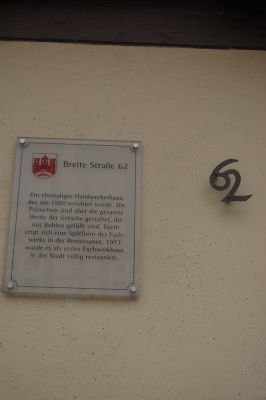 Breite Straße 62
62
Ein ehemaliges Handwerkerhaus,
das um 1580 errichtet wurde. Die
Palmetten sind über die gesamte
Breite der Gefache gestaltet, die
mit Bohlen gefüllt sind. Darin
zeigt sich eine Spätform des Fach-
werks in der Renaissance. 1973
wurde es als erstes Fachwerkhaus
in der Stadt völlig restauriert.